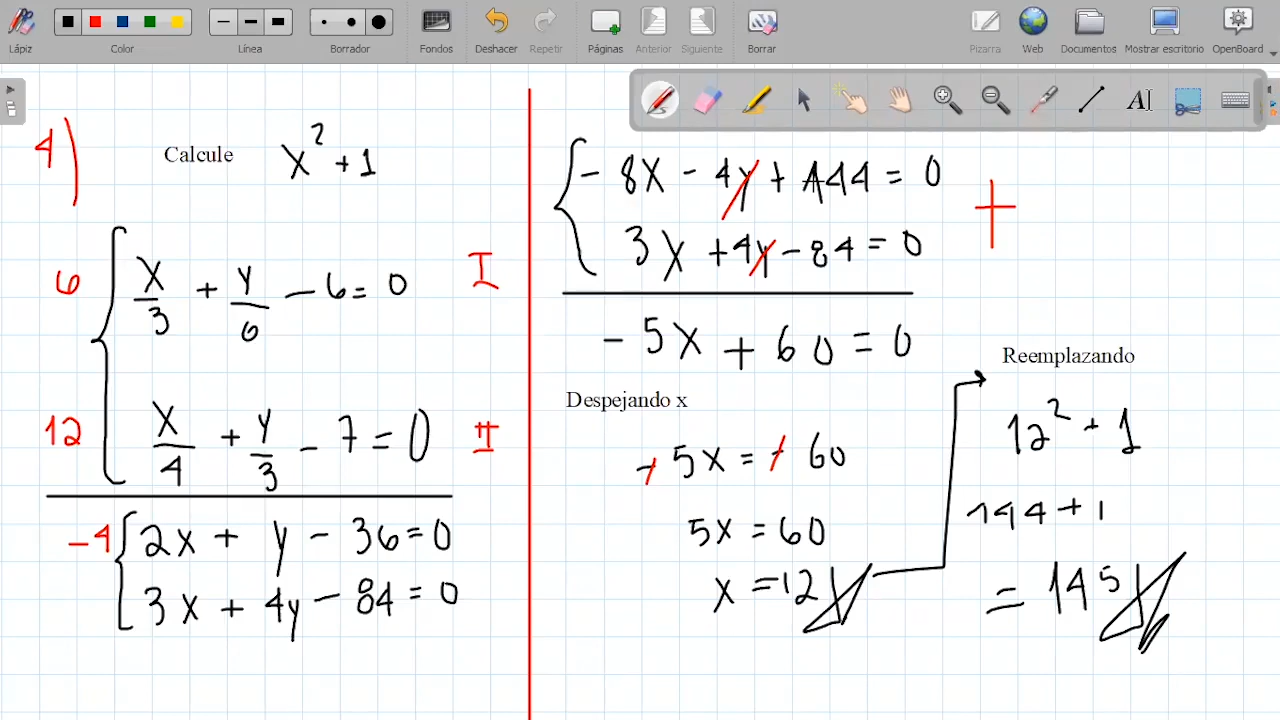 Lápiz Color Línea Borrador Fondos Deshacer Repetir Páginas Anterior Siguiente Borrar Pizarra Web Documentos Mostrar escritorio OpenBoard
4) Calcule x² + 1
6 x/3 + y/6 - 6 = 0 I
12 x/4 + y/3 - 7 = 0 II
-4 2x + y - 36 = 0
3x + 4y - 84 = 0
- 8x - 4y + 144 = 0
3x + 4y - 84 = 0 +
- 5x + 60 = 0
Despejando x
- 5x = - 60
5x = 60
x = 12
Reemplazando
12² + 1
144 + 1
= 145